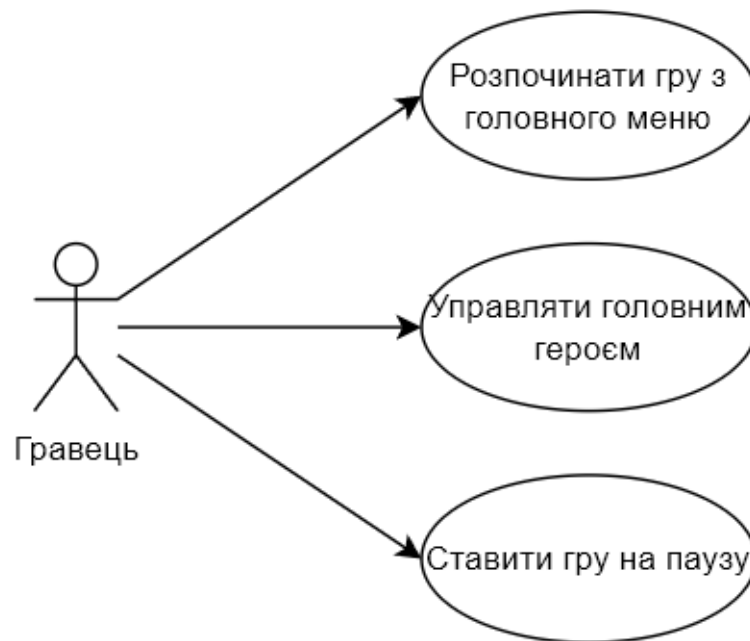 Розпочинати гру з
головного меню
Управляти головним
героєм
Гравець
Ставити гру на паузу